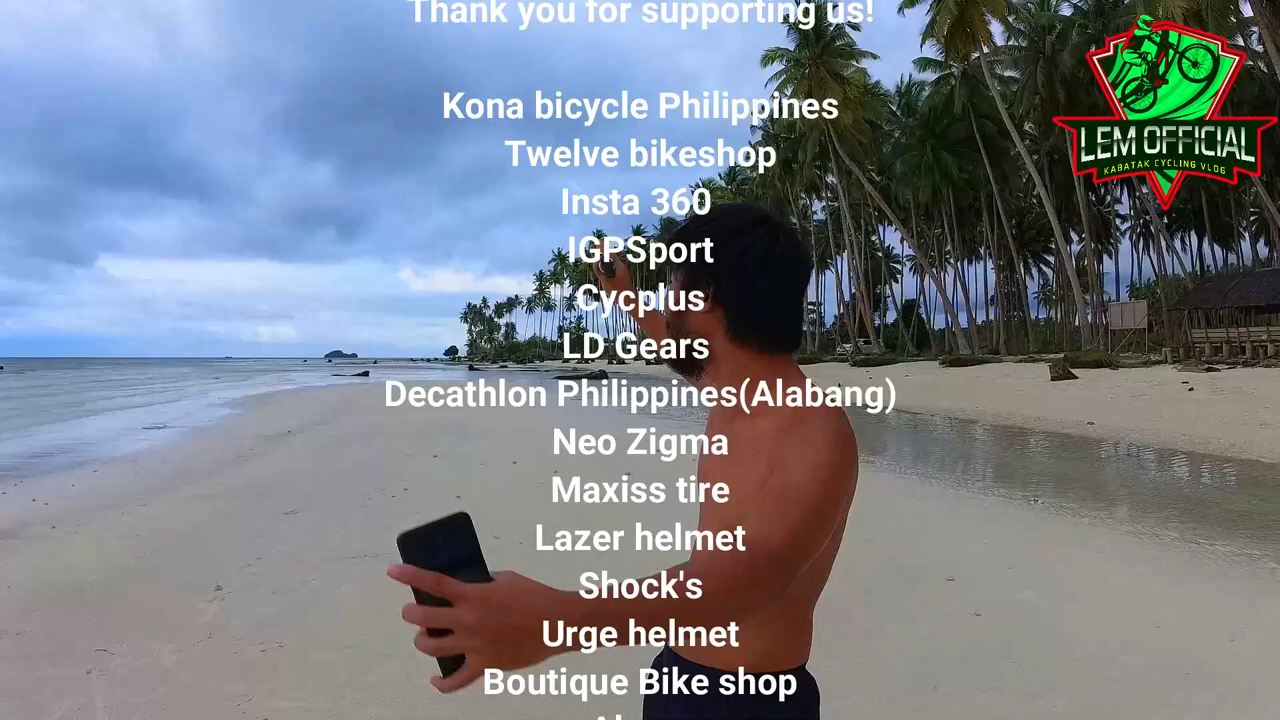 Thank you for supporting us!
Kona bicycle Philippines
Twelve bikeshop
Insta 360
IGPSport
Cycplus
LD Gears
Decathlon Philippines(Alabang)
Neo Zigma
Maxiss tire
Lazer helmet
Shock's
Urge helmet
Boutique Bike shop
LEM OFFICIAL
KABATAK CYCLING VLOG